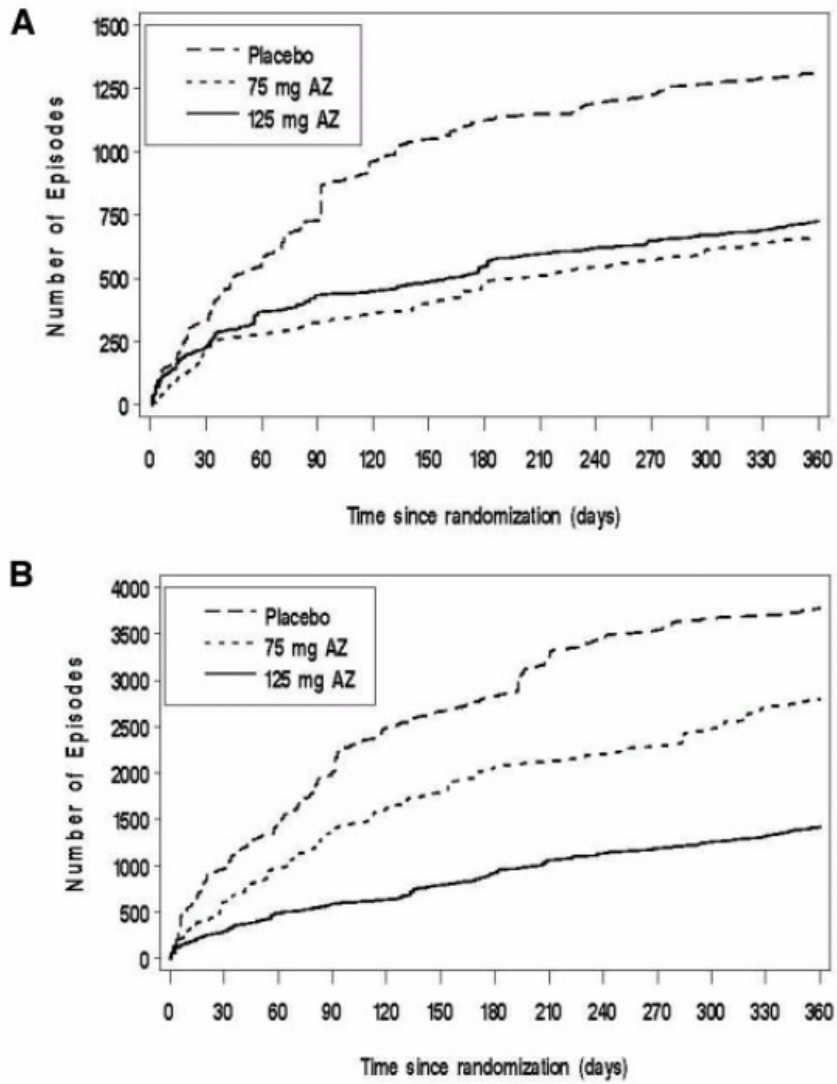 A
1500
1250
1000
750
500
250
0
Number of Episodes
Placebo
75 mg AZ
125 mg AZ
0 30 60 90 120 150 180 210 240 270 300 330 360
Time since randomization (days)
B
4000
3500
3000
2500
2000
1500
1000
500
0
Number of Episodes
Placebo
75 mg AZ
125 mg AZ
0 30 60 90 120 150 180 210 240 270 300 330 360
Time since randomization (days)